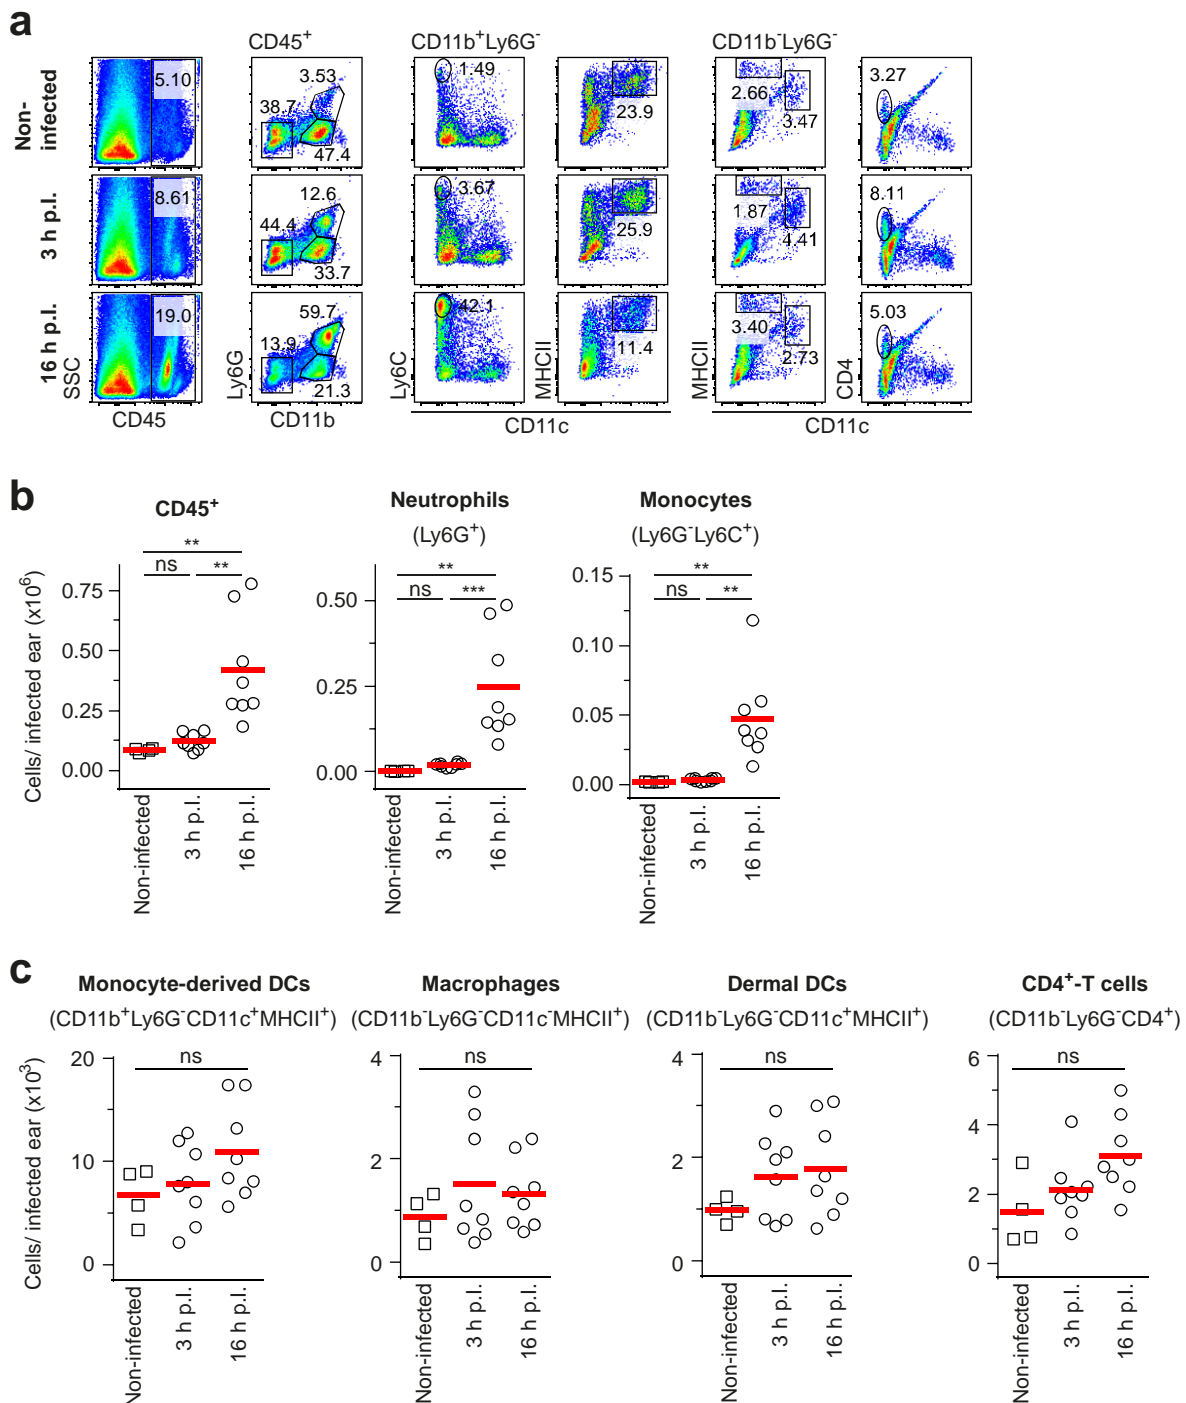 a
CD45+
CD11b+Ly6G-
CD11b-Ly6G-
Non-infected
5.10
3.53
38.7
47.4
1.49
23.9
2.66
3.47
3.27
3 h p.I.
8.61
12.6
44.4
33.7
3.67
25.9
1.87
4.41
8.11
16 h p.I.
19.0
59.7
13.9
21.3
42.1
11.4
3.40
2.73
5.03
SSC
Ly6G
Ly6C
MHCII
MHCII
CD4
CD45
CD11b
CD11c
CD11c
b
CD45+
Neutrophils
(Ly6G+)
Monocytes
(Ly6G-Ly6C+)
Cells/ infected ear (x10⁶)
**
ns
**
0.75
0.50
0.25
0.00
Non-infected
3 h p.I.
16 h p.I.
**
ns
***
0.50
0.25
0.00
Non-infected
3 h p.I.
16 h p.I.
**
ns
**
0.15
0.10
0.05
0.00
Non-infected
3 h p.I.
16 h p.I.
c
Monocyte-derived DCs
(CD11b+Ly6G-CD11c+MHCII+)
Macrophages
(CD11b-Ly6G-CD11c-MHCII+)
Dermal DCs
(CD11b-Ly6G-CD11c+MHCII+)
CD4+-T cells
(CD11b-Ly6G-CD4+)
Cells/ infected ear (x10³)
ns
20
10
0
Non-infected
3 h p.I.
16 h p.I.
ns
4
2
0
Non-infected
3 h p.I.
16 h p.I.
ns
4
2
0
Non-infected
3 h p.I.
16 h p.I.
ns
6
4
2
0
Non-infected
3 h p.I.
16 h p.I.